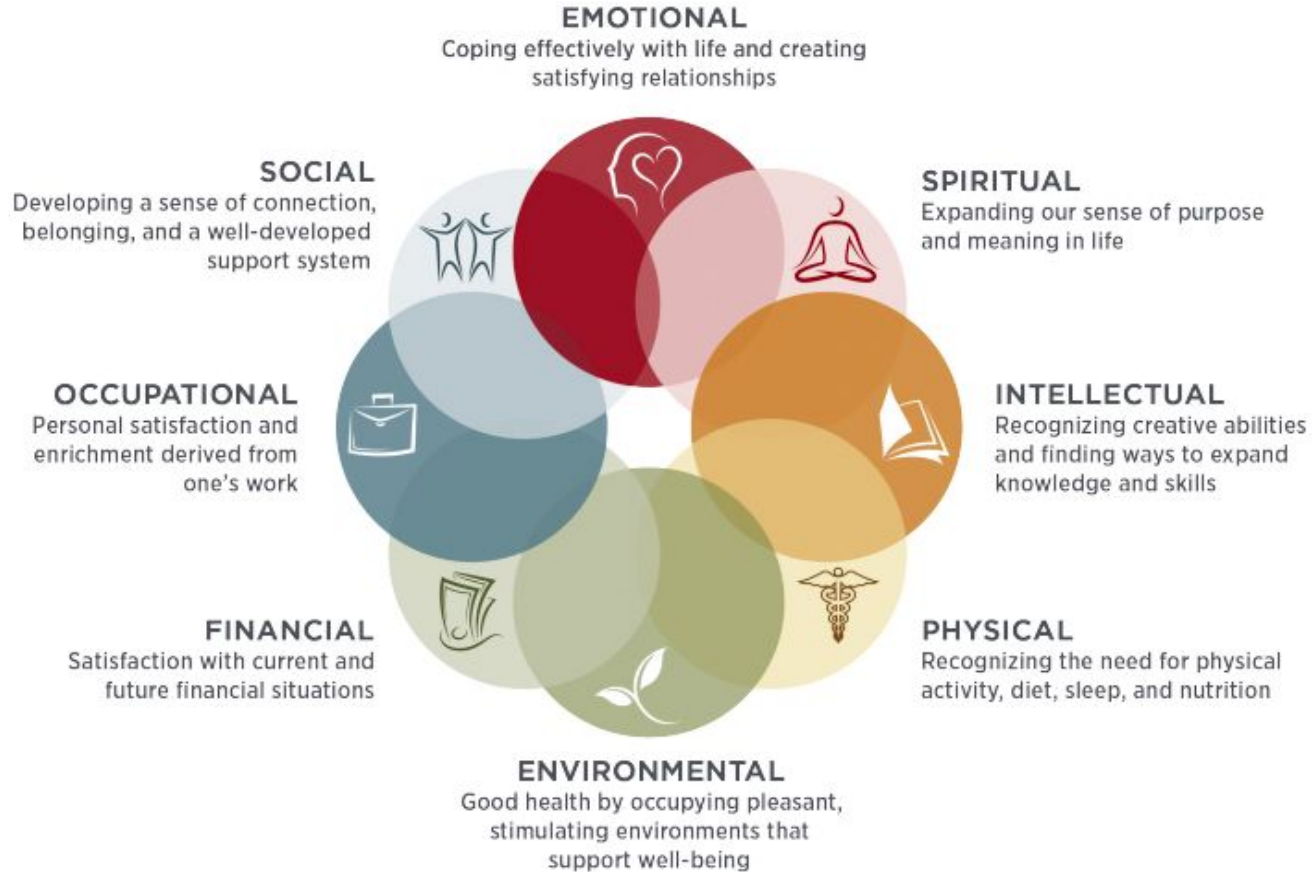 EMOTIONAL
Coping effectively with life and creating
satisfying relationships
SOCIAL
Developing a sense of connection,
belonging, and a well-developed
support system
SPIRITUAL
Expanding our sense of purpose
and meaning in life
OCCUPATIONAL
Personal satisfaction and
enrichment derived from
one's work
INTELLECTUAL
Recognizing creative abilities
and finding ways to expand
knowledge and skills
FINANCIAL
Satisfaction with current and
future financial situations
PHYSICAL
Recognizing the need for physical
activity, diet, sleep, and nutrition
ENVIRONMENTAL
Good health by occupying pleasant,
stimulating environments that
support well-being